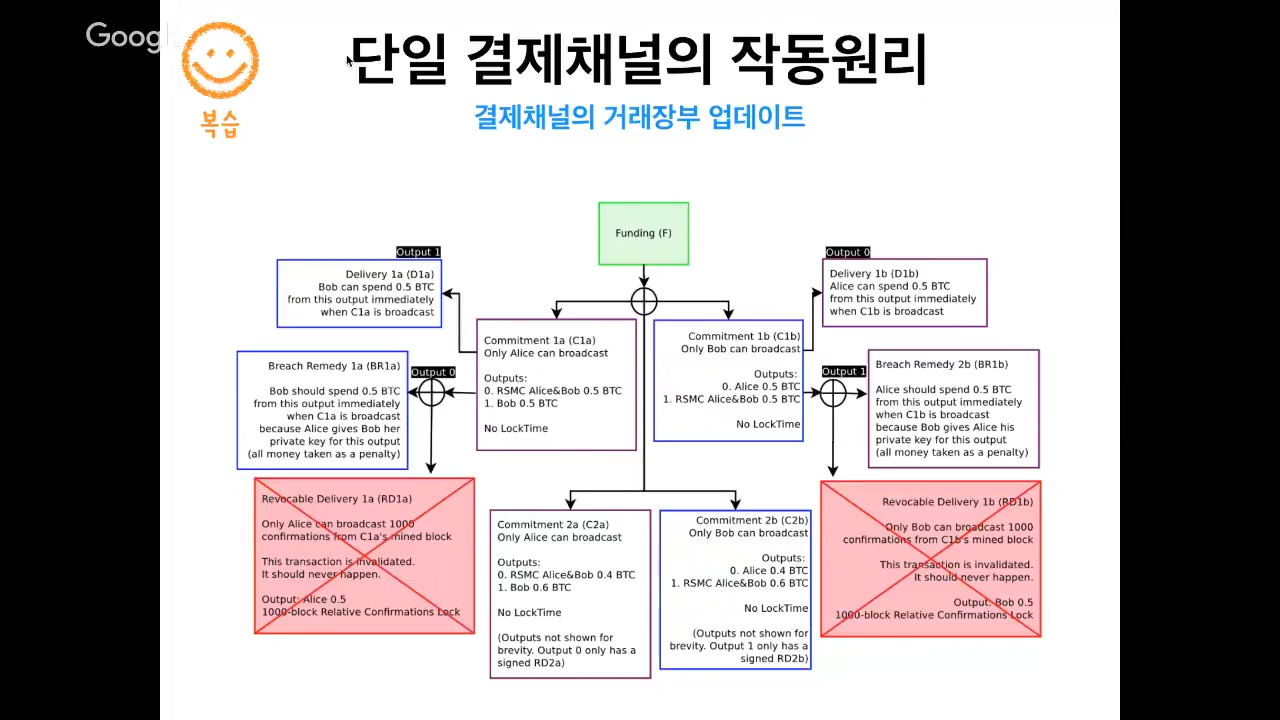 Google
복습
단일 결제채널의 작동원리
결제채널의 거래장부 업데이트
Funding (F)
Output 1
Delivery 1a (D1a)
Bob can spend 0.5 BTC
from this output immediately
when C1a is broadcast
Output 0
Delivery 1b (D1b)
Alice can spend 0.5 BTC
from this output immediately
when C1b is broadcast
Commitment 1a (C1a)
Only Alice can broadcast
Outputs:
0. RSMC Alice&Bob 0.5 BTC
1. Bob 0.5 BTC
No LockTime
Commitment 1b (C1b)
Only Bob can broadcast
Outputs:
0. Alice 0.5 BTC
1. RSMC Alice&Bob 0.5 BTC
No LockTime
Output 0
Breach Remedy 1a (BR1a)
Bob should spend 0.5 BTC
from this output immediately
when C1a is broadcast
because Alice gives Bob her
private key for this output
(all money taken as a penalty)
Output 1
Breach Remedy 2b (BR1b)
Alice should spend 0.5 BTC
from this output immediately
when C1b is broadcast
because Bob gives Alice his
private key for this output
(all money taken as a penalty)
Revocable Delivery 1a (RD1a)
Only Alice can broadcast 1000
confirmations from C1a's mined block
This transaction is invalidated.
It should never happen.
Output: Alice 0.5
1000-block Relative Confirmations Lock
Commitment 2a (C2a)
Only Alice can broadcast
Outputs:
0. RSMC Alice&Bob 0.4 BTC
1. Bob 0.6 BTC
No LockTime
(Outputs not shown for
brevity. Output 0 only has a
signed RD2a)
Commitment 2b (C2b)
Only Bob can broadcast
Outputs:
0. Alice 0.4 BTC
1. RSMC Alice&Bob 0.6 BTC
No LockTime
(Outputs not shown for
brevity. Output 1 only has a
signed RD2b)
Revocable Delivery 1b (RD1b)
Only Bob can broadcast 1000
confirmations from C1b's mined block
This transaction is invalidated.
It should never happen.
Output: Bob 0.5
1000-block Relative Confirmations Lock